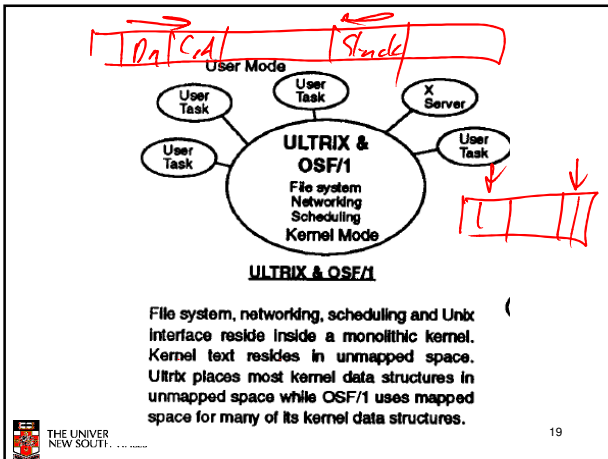 Stack
User Mode
User Task
User Task
X Server
User Task
User Task
ULTRIX &
OSF/1
File system
Networking
Scheduling
Kernel Mode
ULTRIX & OSF/1
File system, networking, scheduling and Unix
interface reside inside a monolithic kernel.
Kernel text resides in unmapped space.
Ultrix places most kernel data structures in
unmapped space while OSF/1 uses mapped
space for many of its kernel data structures.
THE UNIVER
NEW SOUTH
19